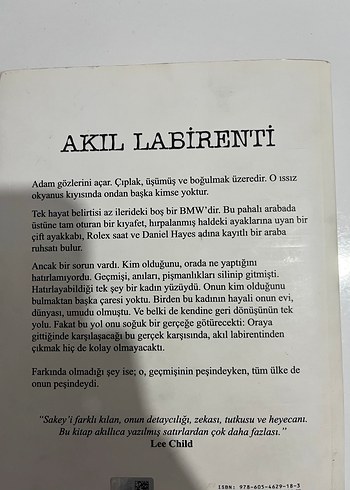 AKIL LABİRENTİ
Adam gözlerini açar. Çıplak, üşümüş ve boğulmak üzeredir. O ıssız
okyanus kıyısında ondan başka kimse yoktur.
Tek hayat belirtisi az ilerideki boş bir BMW'dir. Bu pahalı arabada
üstüne tam oturan bir kıyafet, hırpalanmış haldeki ayaklarına uyan bir
çift ayakkabı, Rolex saat ve Daniel Hayes adına kayıtlı bir araba
ruhsatı bulur.
Ancak bir sorun vardı. Kim olduğunu, orada ne yaptığını
hatırlamıyordu. Geçmişi, anıları, pişmanlıkları silinip gitmişti.
Hatırlayabildiği tek şey bir kadın yüzüydü. Onun kim olduğunu
bulmaktan başka çaresi yoktu. Birden bu kadının hayali onun evi,
dünyası, umudu olmuştu. Ve belki de kendine geri dönüşünün tek
yolu. Fakat bu yol onu soğuk bir gerçeğe götürecekti: Oraya
gittiğinde karşılaşacağı bu gerçek karşısında, akıl labirentinden
çıkmak hiç de kolay olmayacaktı.
Farkında olmadığı şey ise; o, geçmişinin peşindeyken, tüm ülke de
onun peşindeydi.
"Sakey'i farklı kılan, onun detaycılığı, zekası, tutkusu ve heyecanı.
Bu kitap akıllıca yazılmış satırlardan çok daha fazlası."
Lee Child
ISBN: 978-605-4629-18-3